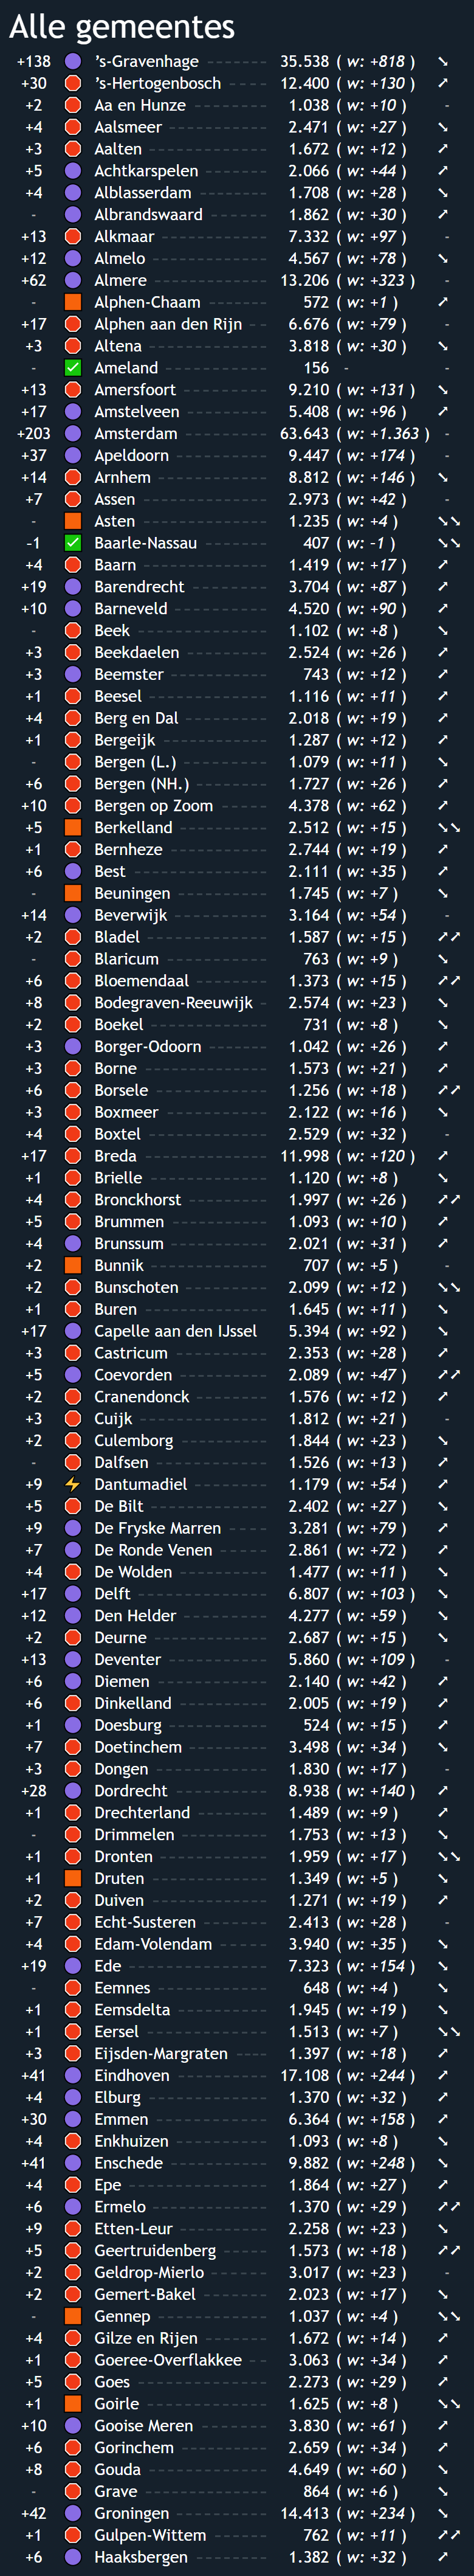 Alle gemeentes
+138 ’s-Gravenhage 35.538 ( w: +818 ) ➘
+30 ’s-Hertogenbosch 12.400 ( w: +130 ) ➚
+2 Aa en Hunze 1.038 ( w: +10 ) -
+4 Aalsmeer 2.471 ( w: +27 ) ➘
+3 Aalten 1.672 ( w: +12 ) ➚
+5 Achtkarspelen 2.066 ( w: +44 ) ➚
+4 Alblasserdam 1.708 ( w: +28 ) ➘
- Albrandswaard 1.862 ( w: +30 ) ➚
+13 Alkmaar 7.332 ( w: +97 ) -
+12 Almelo 4.567 ( w: +78 ) ➘
+62 Almere 13.206 ( w: +323 ) -
- Alphen-Chaam 572 ( w: +1 ) ➚
+17 Alphen aan den Rijn 6.676 ( w: +79 ) -
+3 Altena 3.818 ( w: +30 ) ➘
- Ameland 156 - -
+13 Amersfoort 9.210 ( w: +131 ) ➘
+17 Amstelveen 5.408 ( w: +96 ) ➚
+203 Amsterdam 63.643 ( w: +1.363 ) -
+37 Apeldoorn 9.447 ( w: +174 ) -
+14 Arnhem 8.812 ( w: +146 ) ➘
+7 Assen 2.973 ( w: +42 ) -
- Asten 1.235 ( w: +4 ) ➘➘
-1 Baarle-Nassau 407 ( w: -1 ) ➘➘
+4 Baarn 1.419 ( w: +17 ) ➚
+19 Barendrecht 3.704 ( w: +87 ) ➚
+10 Barneveld 4.520 ( w: +90 ) ➚
- Beek 1.102 ( w: +8 ) ➘
+3 Beekdaelen 2.524 ( w: +26 ) ➚
+3 Beemster 743 ( w: +12 ) ➚
+1 Beesel 1.116 ( w: +11 ) ➚
+4 Berg en Dal 2.018 ( w: +19 ) ➚
+1 Bergeijk 1.287 ( w: +12 ) ➚
- Bergen (L.) 1.079 ( w: +11 ) ➘
+6 Bergen (NH.) 1.727 ( w: +26 ) ➚
+10 Bergen op Zoom 4.378 ( w: +62 ) ➚
+5 Berkelland 2.512 ( w: +15 ) ➘➘
+1 Bernheze 2.744 ( w: +19 ) ➚
+6 Best 2.111 ( w: +35 ) ➚
- Beuningen 1.745 ( w: +7 ) ➘
+14 Beverwijk 3.164 ( w: +54 ) -
+2 Bladel 1.587 ( w: +15 ) ➚➚
- Blaricum 763 ( w: +9 ) ➘
+6 Bloemendaal 1.373 ( w: +15 ) ➚➚
+8 Bodegraven-Reeuwijk 2.574 ( w: +23 ) ➘
+2 Boekel 731 ( w: +8 ) ➘
+3 Borger-Odoorn 1.042 ( w: +26 ) ➚
+3 Borne 1.573 ( w: +21 ) ➚
+6 Borsele 1.256 ( w: +18 ) ➚➚
+3 Boxmeer 2.122 ( w: +16 ) ➘
+4 Boxtel 2.529 ( w: +32 ) -
+17 Breda 11.998 ( w: +120 ) ➚
+1 Brielle 1.120 ( w: +8 ) ➘
+4 Bronckhorst 1.997 ( w: +26 ) ➚➚
+5 Brummen 1.093 ( w: +10 ) ➚
+4 Brunssum 2.021 ( w: +31 ) ➚
+2 Bunnik 707 ( w: +5 ) -
+2 Bunschoten 2.099 ( w: +12 ) ➘➘
+1 Buren 1.645 ( w: +11 ) ➘
+17 Capelle aan den IJssel 5.394 ( w: +92 ) ➘
+3 Castricum 2.353 ( w: +28 ) ➚
+5 Coevorden 2.089 ( w: +47 ) ➚➚
+2 Cranendonck 1.576 ( w: +12 ) ➚
+3 Cuijk 1.812 ( w: +21 ) -
+2 Culemborg 1.844 ( w: +23 ) ➘
- Dalfsen 1.526 ( w: +13 ) ➚
+9 Dantumadiel 1.179 ( w: +54 ) ➚
+5 De Bilt 2.402 ( w: +27 ) ➘
+9 De Fryske Marren 3.281 ( w: +79 ) ➚
+7 De Ronde Venen 2.861 ( w: +72 ) ➚
+4 De Wolden 1.477 ( w: +11 ) ➘
+17 Delft 6.807 ( w: +103 ) ➘
+12 Den Helder 4.277 ( w: +59 ) ➘
+2 Deurne 2.687 ( w: +15 ) ➘
+13 Deventer 5.860 ( w: +109 ) -
+6 Diemen 2.140 ( w: +42 ) ➚
+6 Dinkelland 2.005 ( w: +19 ) ➚
+1 Doesburg 524 ( w: +15 ) ➚
+7 Doetinchem 3.498 ( w: +34 ) ➘
+3 Dongen 1.830 ( w: +17 ) -
+28 Dordrecht 8.938 ( w: +140 ) ➚
+1 Drechterland 1.489 ( w: +9 ) ➚
- Drimmelen 1.753 ( w: +13 ) ➘
+1 Dronten 1.959 ( w: +17 ) ➘➘
+1 Druten 1.349 ( w: +5 ) ➘
+2 Duiven 1.271 ( w: +19 ) ➚
+7 Echt-Susteren 2.413 ( w: +28 ) -
+4 Edam-Volendam 3.940 ( w: +35 ) ➘
+19 Ede 7.323 ( w: +154 ) ➘
- Eemnes 648 ( w: +4 ) ➘
+1 Eemsdelta 1.945 ( w: +19 ) ➘
+1 Eersel 1.513 ( w: +7 ) ➘➘
+3 Eijsden-Margraten 1.397 ( w: +18 ) ➚
+41 Eindhoven 17.108 ( w: +244 ) ➚
+4 Elburg 1.370 ( w: +32 ) ➚
+30 Emmen 6.364 ( w: +158 ) ➚
+4 Enkhuizen 1.093 ( w: +8 ) ➘
+41 Enschede 9.882 ( w: +248 ) ➘
+4 Epe 1.864 ( w: +27 ) ➚
+6 Ermelo 1.370 ( w: +29 ) ➚➚
+9 Etten-Leur 2.258 ( w: +23 ) ➘
+5 Geertruidenberg 1.573 ( w: +18 ) ➚➚
+2 Geldrop-Mierlo 3.017 ( w: +23 ) -
+2 Gemert-Bakel 2.023 ( w: +17 ) ➘
- Gennep 1.037 ( w: +4 ) ➘➘
+4 Gilze en Rijen 1.672 ( w: +14 ) ➚
+1 Goeree-Overflakkee 3.063 ( w: +34 ) ➚
+5 Goes 2.273 ( w: +29 ) ➚
+1 Goirle 1.625 ( w: +8 ) ➘➘
+10 Gooise Meren 3.830 ( w: +61 ) ➚
+6 Gorinchem 2.659 ( w: +34 ) ➚
+8 Gouda 4.649 ( w: +60 ) ➘
- Grave 864 ( w: +6 ) ➘
+42 Groningen 14.413 ( w: +234 ) ➘
+1 Gulpen-Wittem 762 ( w: +11 ) ➚➚
+6 Haaksbergen 1.382 ( w: +32 ) ➚